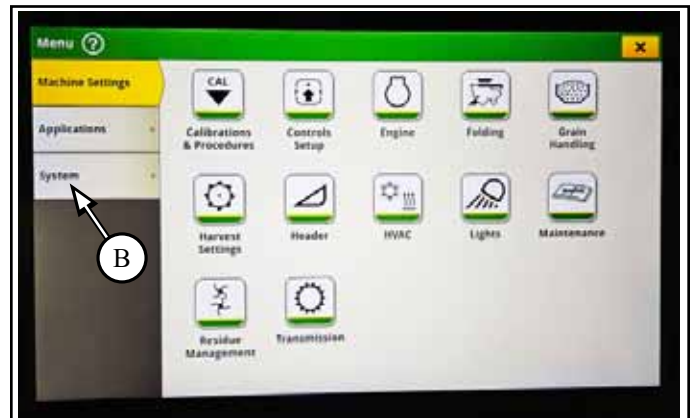 Menu ?
x
Machine Settings
Applications
System
B
CAL
Calibrations
& Procedures
Controls
Setup
Engine
Folding
Grain
Handling
Harvest
Settings
Header
HVAC
Lights
Maintenance
Residue
Management
Transmission